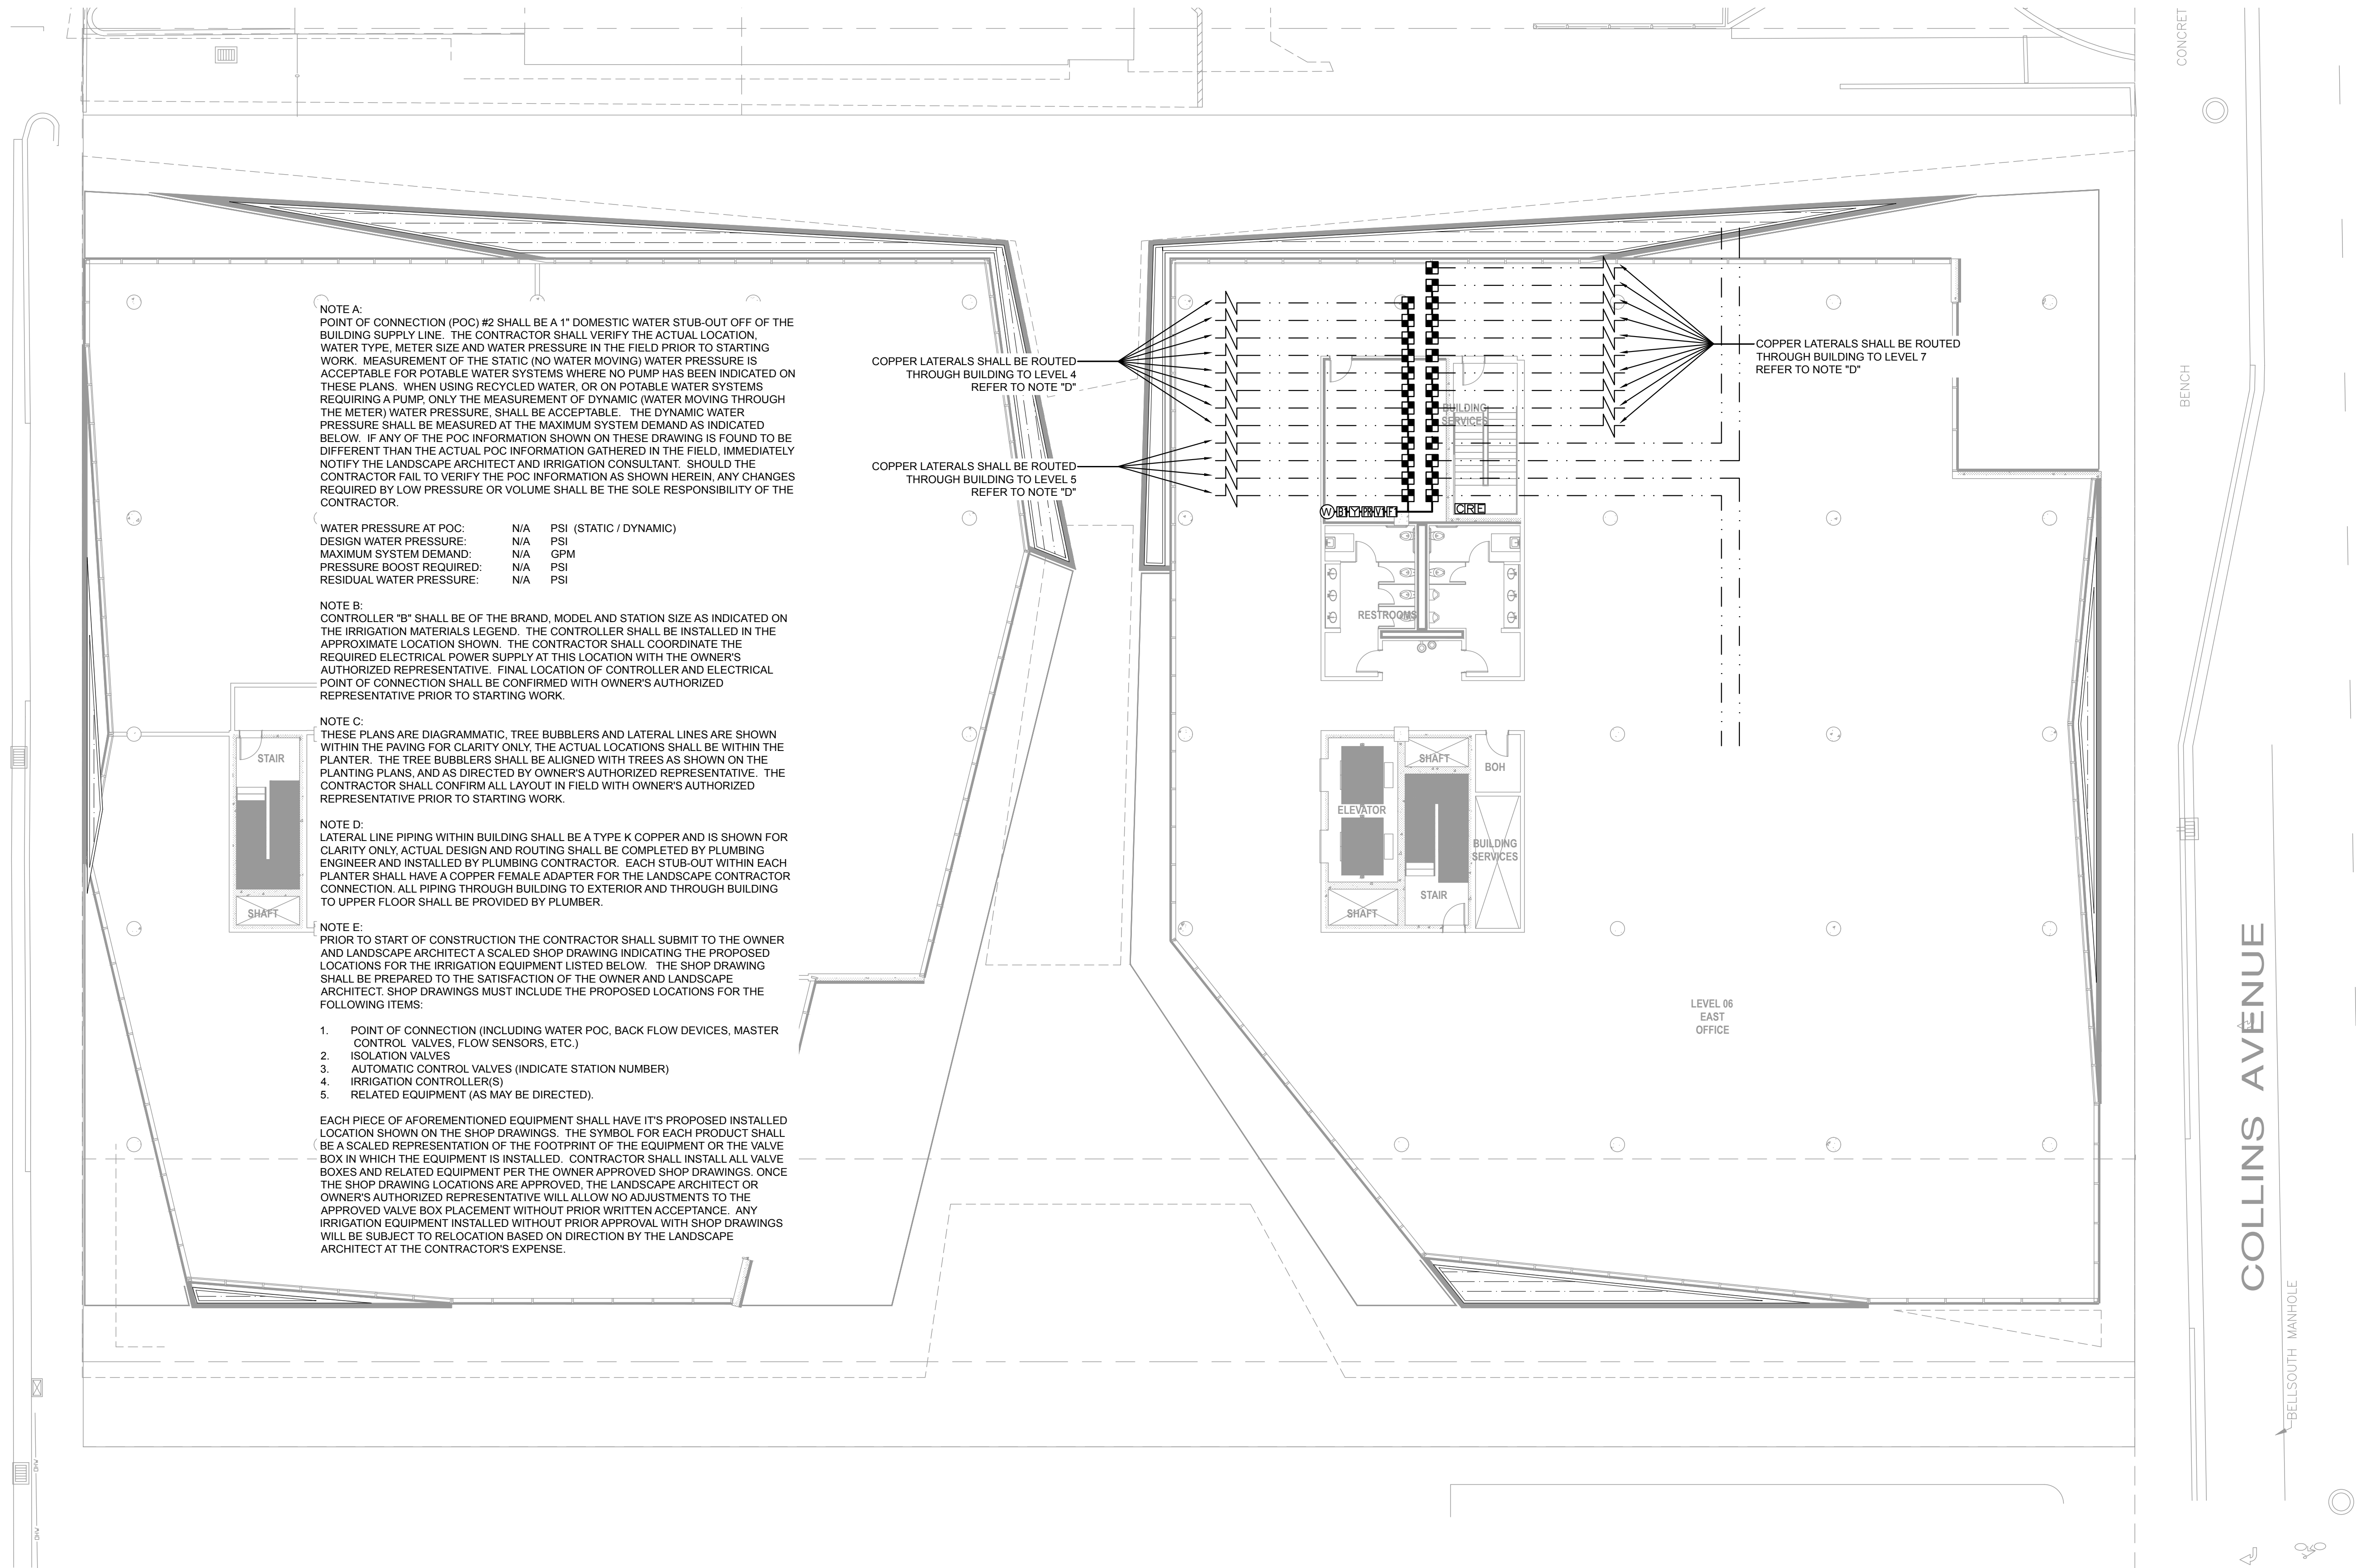 CONCRET
NOTE A:
POINT OF CONNECTION (POC) #2 SHALL BE A 1" DOMESTIC WATER STUB-OUT OFF OF THE
BUILDING SUPPLY LINE. THE CONTRACTOR SHALL VERIFY THE ACTUAL LOCATION,
WATER TYPE, METER SIZE AND WATER PRESSURE IN THE FIELD PRIOR TO STARTING
WORK. MEASUREMENT OF THE STATIC (NO WATER MOVING) WATER PRESSURE IS
ACCEPTABLE FOR POTABLE WATER SYSTEMS WHERE NO PUMP HAS BEEN INDICATED ON
THESE PLANS. WHEN USING RECYCLED WATER, OR ON POTABLE WATER SYSTEMS
REQUIRING A PUMP, ONLY THE MEASUREMENT OF DYNAMIC (WATER MOVING THROUGH
THE METER) WATER PRESSURE, SHALL BE ACCEPTABLE. THE DYNAMIC WATER
PRESSURE SHALL BE MEASURED AT THE MAXIMUM SYSTEM DEMAND AS INDICATED
BELOW. IF ANY OF THE POC INFORMATION SHOWN ON THESE DRAWING IS FOUND TO BE
DIFFERENT THAN THE ACTUAL POC INFORMATION GATHERED IN THE FIELD, IMMEDIATELY
NOTIFY THE LANDSCAPE ARCHITECT AND IRRIGATION CONSULTANT. SHOULD THE
CONTRACTOR FAIL TO VERIFY THE POC INFORMATION AS SHOWN HEREIN, ANY CHANGES
REQUIRED BY LOW PRESSURE OR VOLUME SHALL BE THE SOLE RESPONSIBILITY OF THE
CONTRACTOR.
WATER PRESSURE AT POC: N/A PSI (STATIC / DYNAMIC)
DESIGN WATER PRESSURE: N/A PSI
MAXIMUM SYSTEM DEMAND: N/A GPM
PRESSURE BOOST REQUIRED: N/A PSI
RESIDUAL WATER PRESSURE: N/A PSI
NOTE B:
CONTROLLER "B" SHALL BE OF THE BRAND, MODEL AND STATION SIZE AS INDICATED ON
THE IRRIGATION MATERIALS LEGEND. THE CONTROLLER SHALL BE INSTALLED IN THE
APPROXIMATE LOCATION SHOWN. THE CONTRACTOR SHALL COORDINATE THE
REQUIRED ELECTRICAL POWER SUPPLY AT THIS LOCATION WITH THE OWNER'S
AUTHORIZED REPRESENTATIVE. FINAL LOCATION OF CONTROLLER AND ELECTRICAL
POINT OF CONNECTION SHALL BE CONFIRMED WITH OWNER'S AUTHORIZED
REPRESENTATIVE PRIOR TO STARTING WORK.
NOTE C:
THESE PLANS ARE DIAGRAMMATIC, TREE BUBBLERS AND LATERAL LINES ARE SHOWN
WITHIN THE PAVING FOR CLARITY ONLY, THE ACTUAL LOCATIONS SHALL BE WITHIN THE
PLANTER. THE TREE BUBBLERS SHALL BE ALIGNED WITH TREES AS SHOWN ON THE
PLANTING PLANS, AND AS DIRECTED BY OWNER'S AUTHORIZED REPRESENTATIVE. THE
CONTRACTOR SHALL CONFIRM ALL LAYOUT IN FIELD WITH OWNER'S AUTHORIZED
REPRESENTATIVE PRIOR TO STARTING WORK.
NOTE D:
LATERAL LINE PIPING WITHIN BUILDING SHALL BE A TYPE K COPPER AND IS SHOWN FOR
CLARITY ONLY, ACTUAL DESIGN AND ROUTING SHALL BE COMPLETED BY PLUMBING
ENGINEER AND INSTALLED BY PLUMBING CONTRACTOR. EACH STUB-OUT WITHIN EACH
PLANTER SHALL HAVE A COPPER FEMALE ADAPTER FOR THE LANDSCAPE CONTRACTOR
CONNECTION. ALL PIPING THROUGH BUILDING TO EXTERIOR AND THROUGH BUILDING
TO UPPER FLOOR SHALL BE PROVIDED BY PLUMBER.
NOTE E:
PRIOR TO START OF CONSTRUCTION THE CONTRACTOR SHALL SUBMIT TO THE OWNER
AND LANDSCAPE ARCHITECT A SCALED SHOP DRAWING INDICATING THE PROPOSED
LOCATIONS FOR THE IRRIGATION EQUIPMENT LISTED BELOW. THE SHOP DRAWING
SHALL BE PREPARED TO THE SATISFACTION OF THE OWNER AND LANDSCAPE
ARCHITECT. SHOP DRAWINGS MUST INCLUDE THE PROPOSED LOCATIONS FOR THE
FOLLOWING ITEMS:
1. POINT OF CONNECTION (INCLUDING WATER POC, BACK FLOW DEVICES, MASTER
CONTROL VALVES, FLOW SENSORS, ETC.)
2. ISOLATION VALVES
3. AUTOMATIC CONTROL VALVES (INDICATE STATION NUMBER)
4. IRRIGATION CONTROLLER(S)
5. RELATED EQUIPMENT (AS MAY BE DIRECTED).
EACH PIECE OF AFOREMENTIONED EQUIPMENT SHALL HAVE IT'S PROPOSED INSTALLED
LOCATION SHOWN ON THE SHOP DRAWINGS. THE SYMBOL FOR EACH PRODUCT SHALL
BE A SCALED REPRESENTATION OF THE FOOTPRINT OF THE EQUIPMENT OR THE VALVE
BOX IN WHICH THE EQUIPMENT IS INSTALLED. CONTRACTOR SHALL INSTALL ALL VALVE
BOXES AND RELATED EQUIPMENT PER THE OWNER APPROVED SHOP DRAWINGS. ONCE
THE SHOP DRAWING LOCATIONS ARE APPROVED, THE LANDSCAPE ARCHITECT OR
OWNER'S AUTHORIZED REPRESENTATIVE WILL ALLOW NO ADJUSTMENTS TO THE
APPROVED VALVE BOX PLACEMENT WITHOUT PRIOR WRITTEN ACCEPTANCE. ANY
IRRIGATION EQUIPMENT INSTALLED WITHOUT PRIOR APPROVAL WITH SHOP DRAWINGS
WILL BE SUBJECT TO RELOCATION BASED ON DIRECTION BY THE LANDSCAPE
ARCHITECT AT THE CONTRACTOR'S EXPENSE.
STAIR
SHAFT
COPPER LATERALS SHALL BE ROUTED
THROUGH BUILDING TO LEVEL 4
REFER TO NOTE "D"
COPPER LATERALS SHALL BE ROUTED
THROUGH BUILDING TO LEVEL 5
REFER TO NOTE "D"
COPPER LATERALS SHALL BE ROUTED
THROUGH BUILDING TO LEVEL 7
REFER TO NOTE "D"
BUILDING
SERVICES
W
CRE
RESTROOMS
SHAFT
BOH
ELEVATOR
BUILDING
SERVICES
STAIR
SHAFT
LEVEL 06
EAST
OFFICE
BENCH
COLLINS AVENUE
BELLSOUTH MANHOLE
OHW
OHW